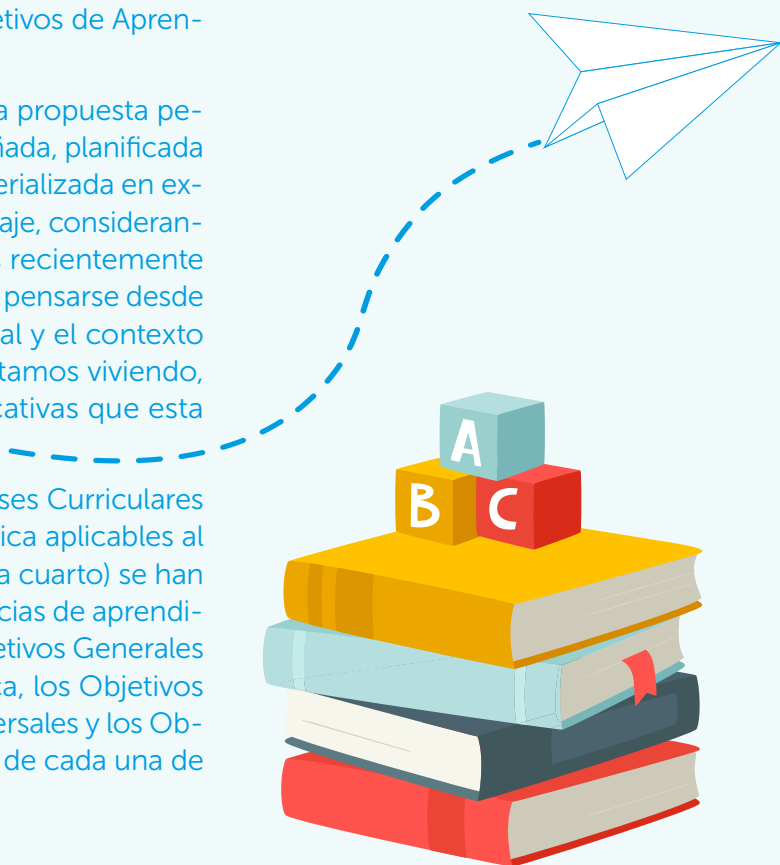 etivos de Apren-
a propuesta pe-
ñada, planificada
erializada en ex-
aje, consideran-
recientemente
pensarse desde
al y el contexto
tamos viviendo,
cativas que esta
ses Curriculares
ica aplicables al
a cuarto) se han
cias de aprendi-
etivos Generales
ca, los Objetivos
ersales y los Ob-
de cada una de
A
B C